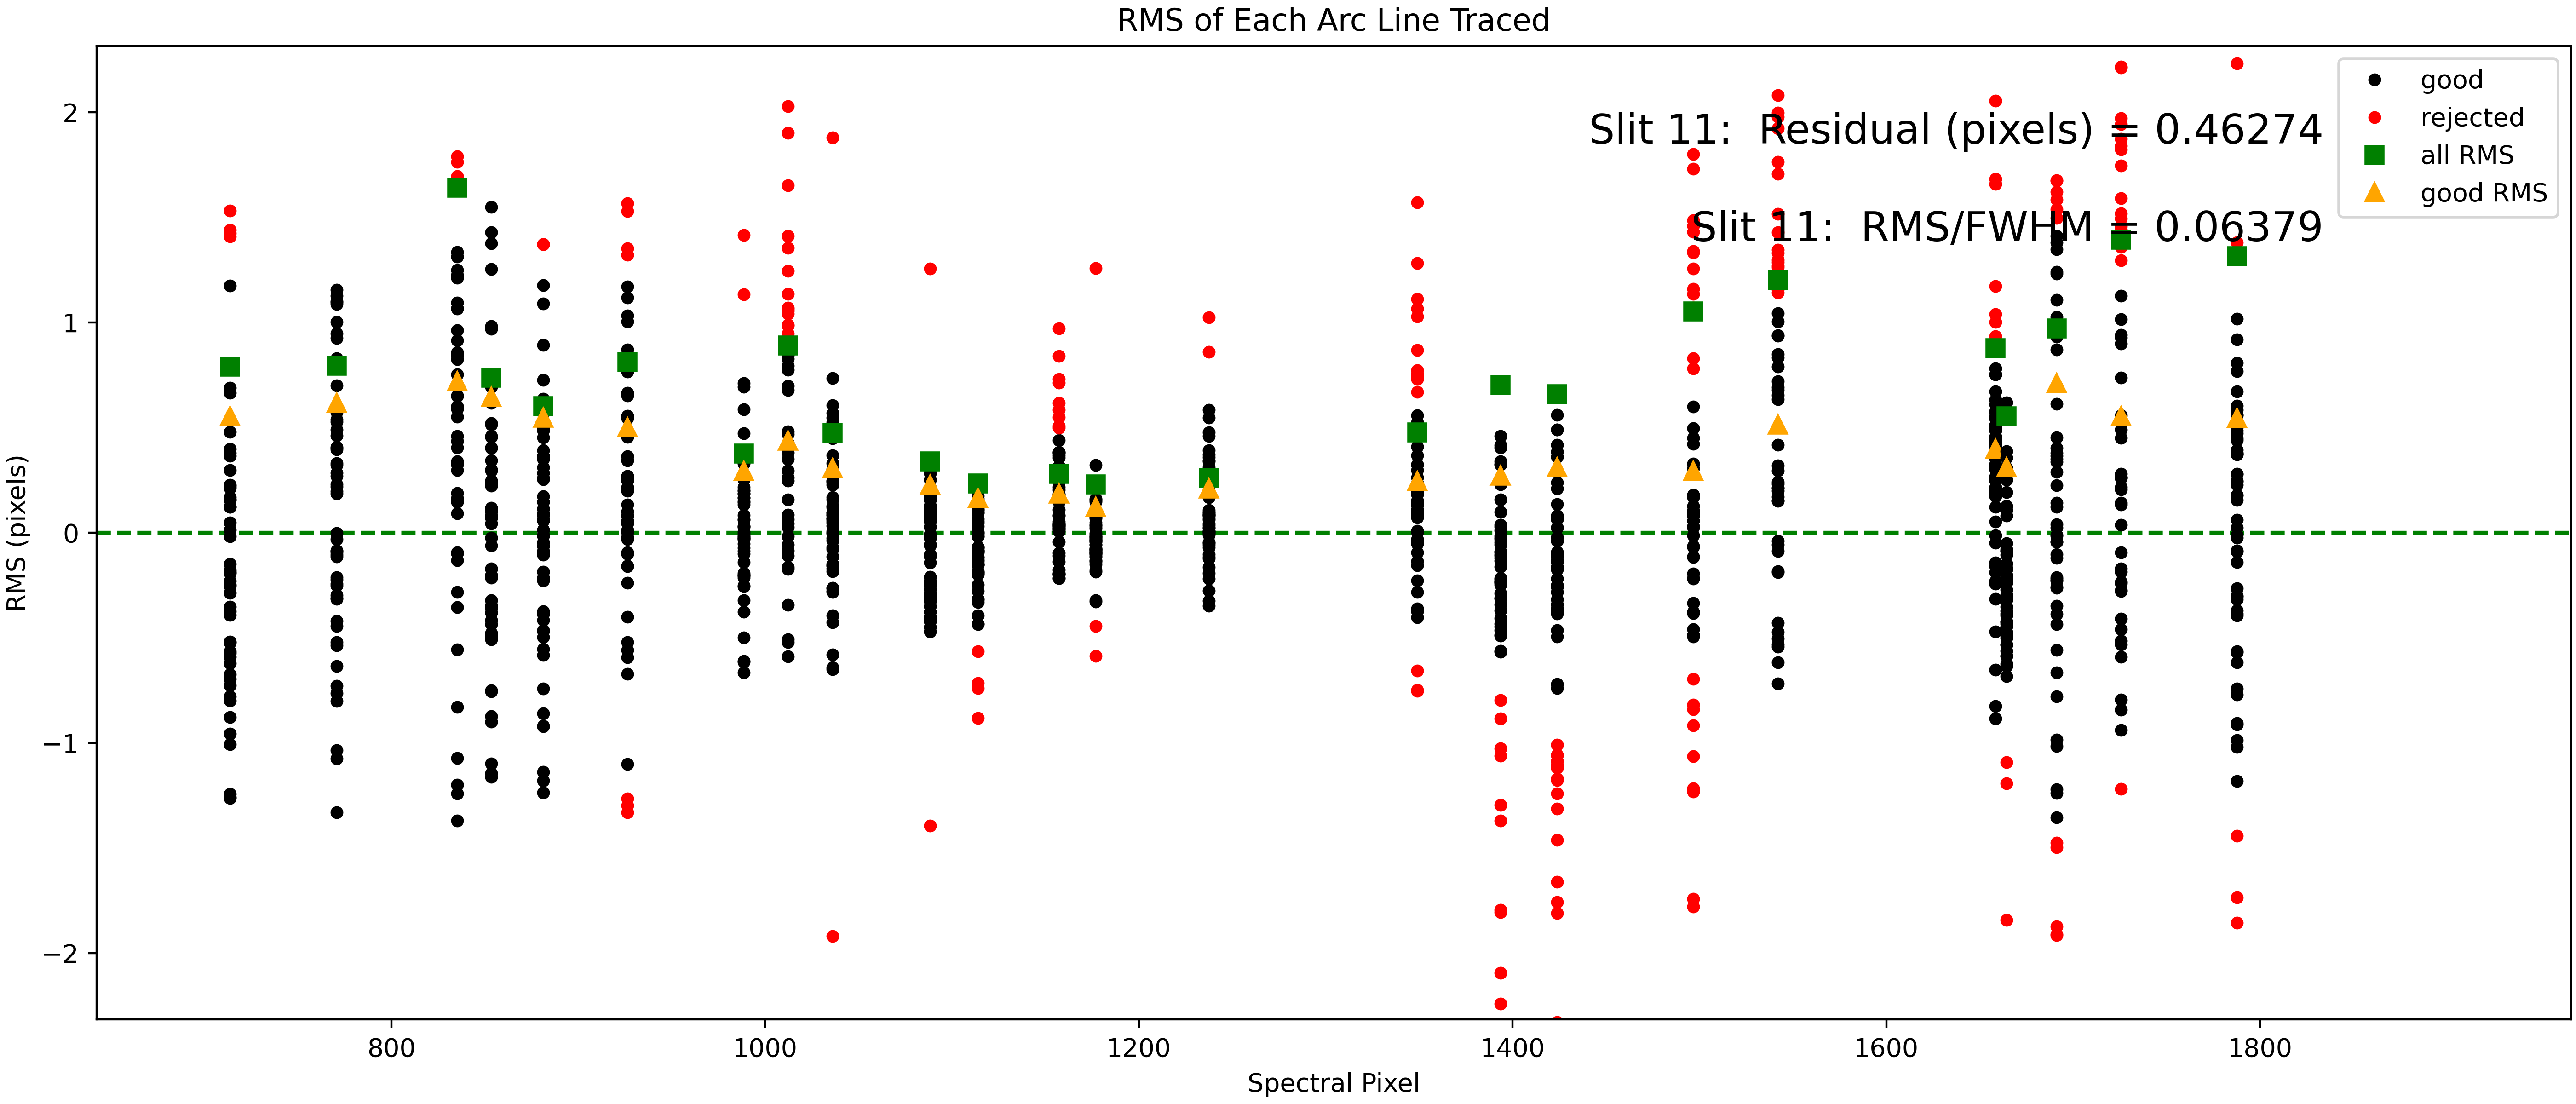 RMS of Each Arc Line Traced
good
rejected
all RMS
good RMS
Slit 11:  Residual (pixels) = 0.46274
Slit 11:  RMS/FWHM = 0.06379
RMS (pixels)
2
1
0
−1
−2
800
1000
1200
1400
1600
1800
Spectral Pixel